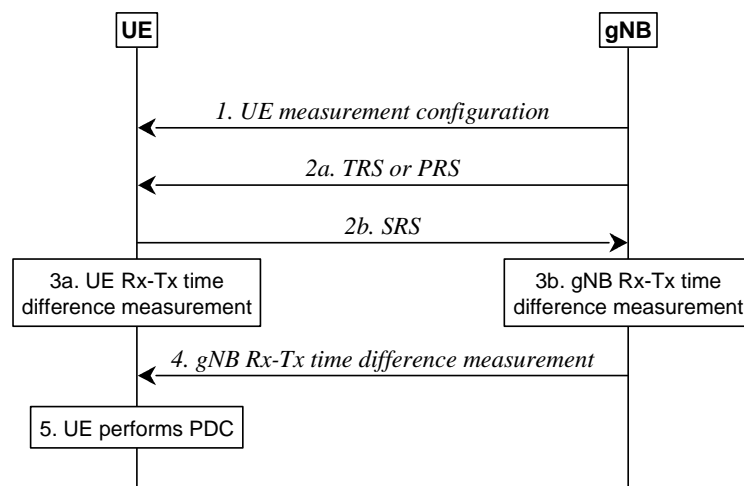 UE
gNB
1. UE measurement configuration
2a. TRS or PRS
2b. SRS
3a. UE Rx-Tx time
difference measurement
3b. gNB Rx-Tx time
difference measurement
4. gNB Rx-Tx time difference measurement
5. UE performs PDC